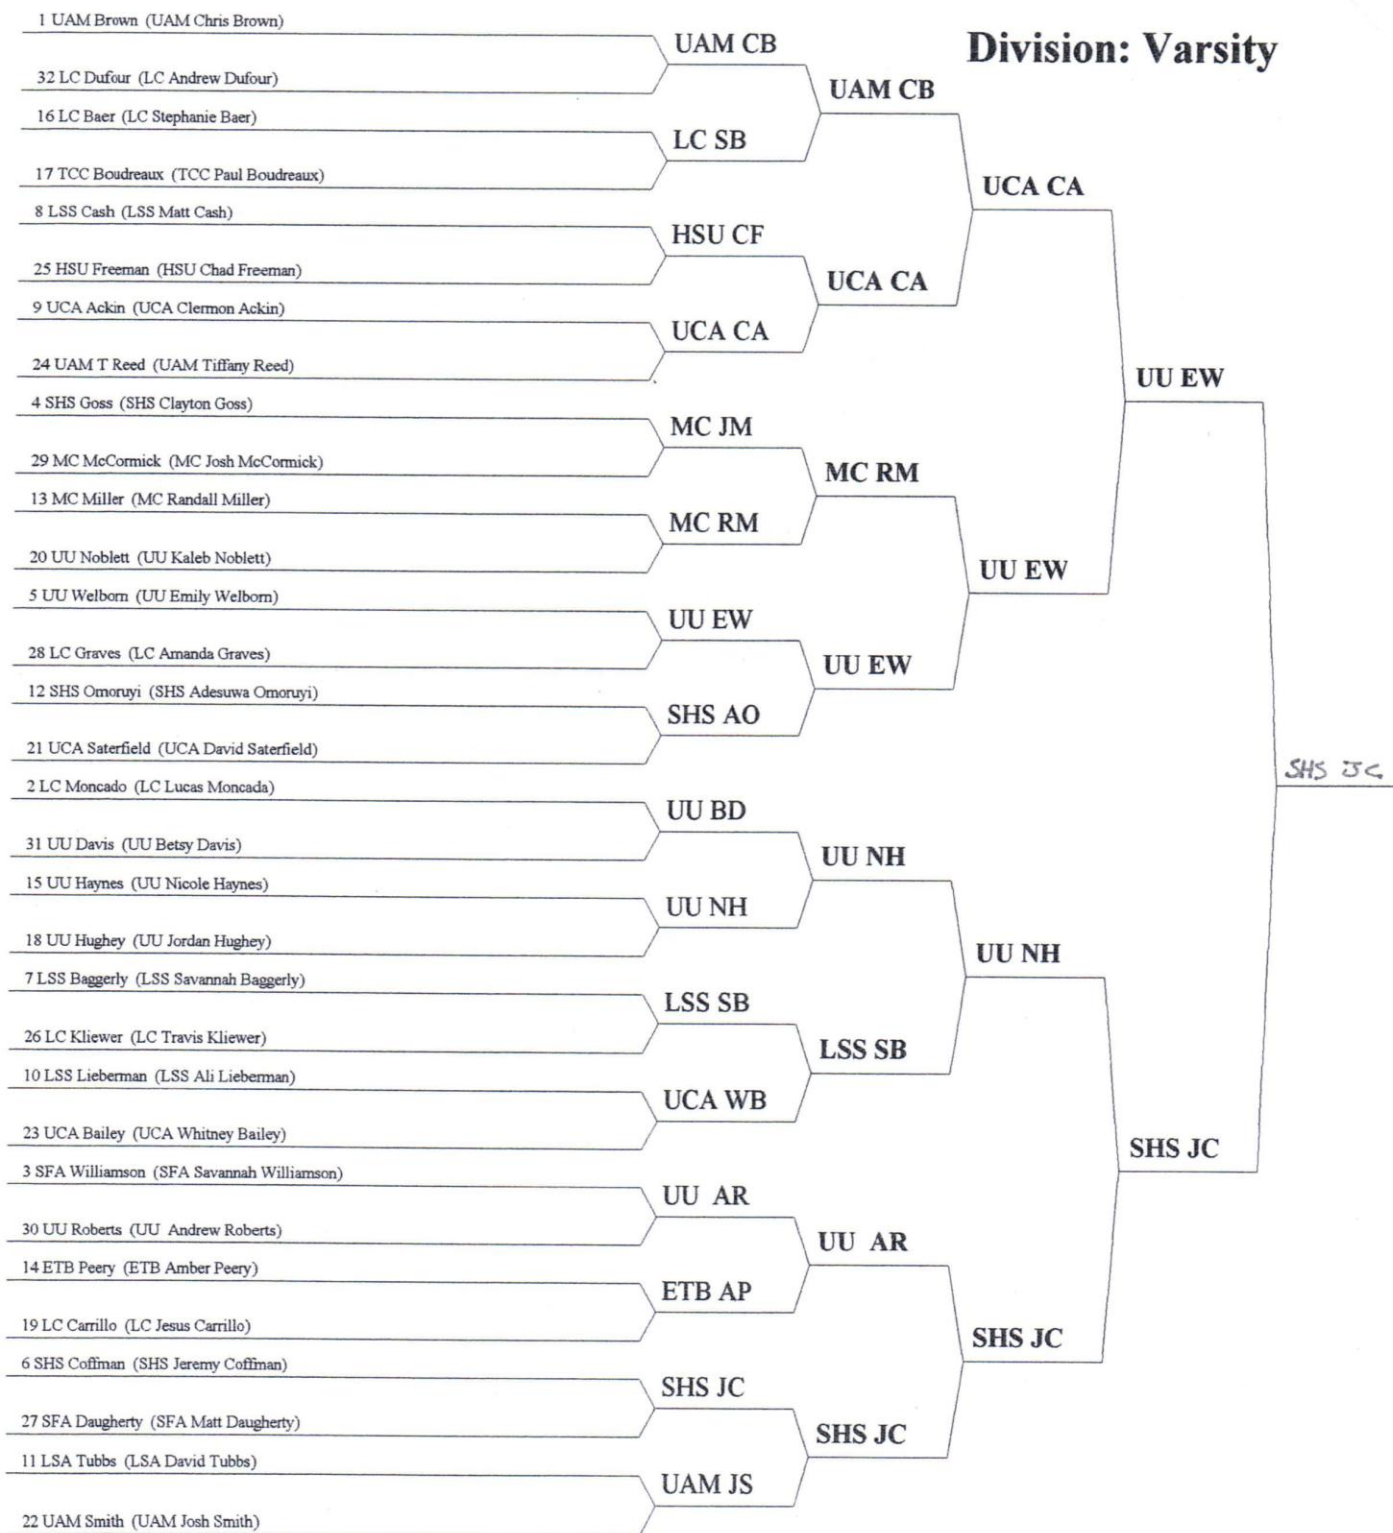 Division: Varsity
1 UAM Brown (UAM Chris Brown)
32 LC Dufour (LC Andrew Dufour)
16 LC Baer (LC Stephanie Baer)
17 TCC Boudreaux (TCC Paul Boudreaux)
8 LSS Cash (LSS Matt Cash)
25 HSU Freeman (HSU Chad Freeman)
9 UCA Ackin (UCA Clermon Ackin)
24 UAM T Reed (UAM Tiffany Reed)
4 SHS Goss (SHS Clayton Goss)
29 MC McCormick (MC Josh McCormick)
13 MC Miller (MC Randall Miller)
20 UU Noblett (UU Kaleb Noblett)
5 UU Welborn (UU Emily Welborn)
28 LC Graves (LC Amanda Graves)
12 SHS Omoruyi (SHS Adesuwa Omoruyi)
21 UCA Saterfield (UCA David Saterfield)
2 LC Moncado (LC Lucas Moncada)
31 UU Davis (UU Betsy Davis)
15 UU Haynes (UU Nicole Haynes)
18 UU Hughey (UU Jordan Hughey)
7 LSS Baggerly (LSS Savannah Baggerly)
26 LC Kliewer (LC Travis Kliewer)
10 LSS Lieberman (LSS Ali Lieberman)
23 UCA Bailey (UCA Whitney Bailey)
3 SFA Williamson (SFA Savannah Williamson)
30 UU Roberts (UU Andrew Roberts)
14 ETB Peery (ETB Amber Peery)
19 LC Carrillo (LC Jesus Carrillo)
6 SHS Coffman (SHS Jeremy Coffman)
27 SFA Daugherty (SFA Matt Daugherty)
11 LSA Tubbs (LSA David Tubbs)
22 UAM Smith (UAM Josh Smith)
UAM CB
LC SB
HSU CF
UCA CA
MC JM
MC RM
UU EW
SHS AO
UU BD
UU NH
LSS SB
UCA WB
UU AR
ETB AP
SHS JC
UAM JS
UAM CB
UCA CA
MC RM
UU EW
UU NH
LSS SB
UU AR
SHS JC
UCA CA
UU EW
UU NH
SHS JC
UU EW
SHS JC
SHS JC